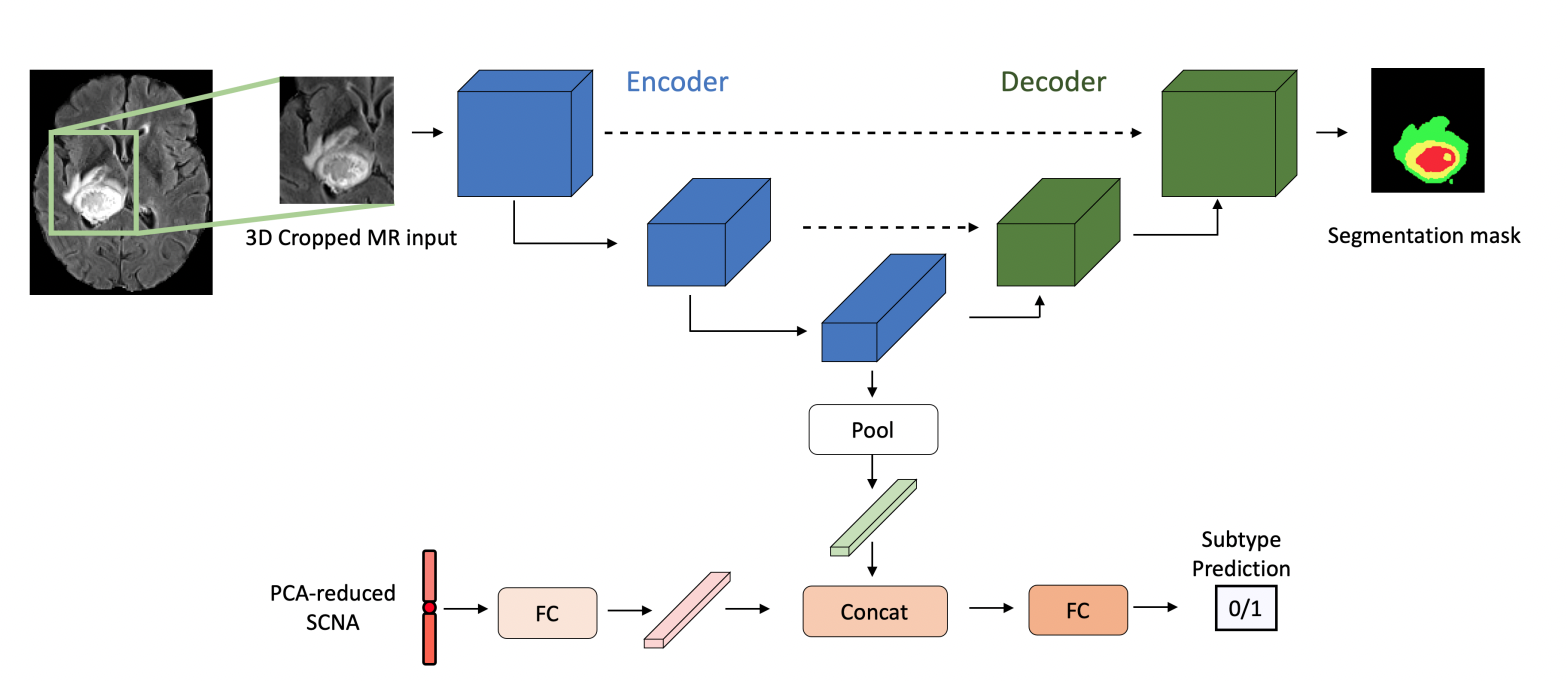 Encoder
Decoder
3D Cropped MR input
Segmentation mask
Pool
PCA-reduced
SCNA
FC
Concat
FC
Subtype
Prediction
0/1